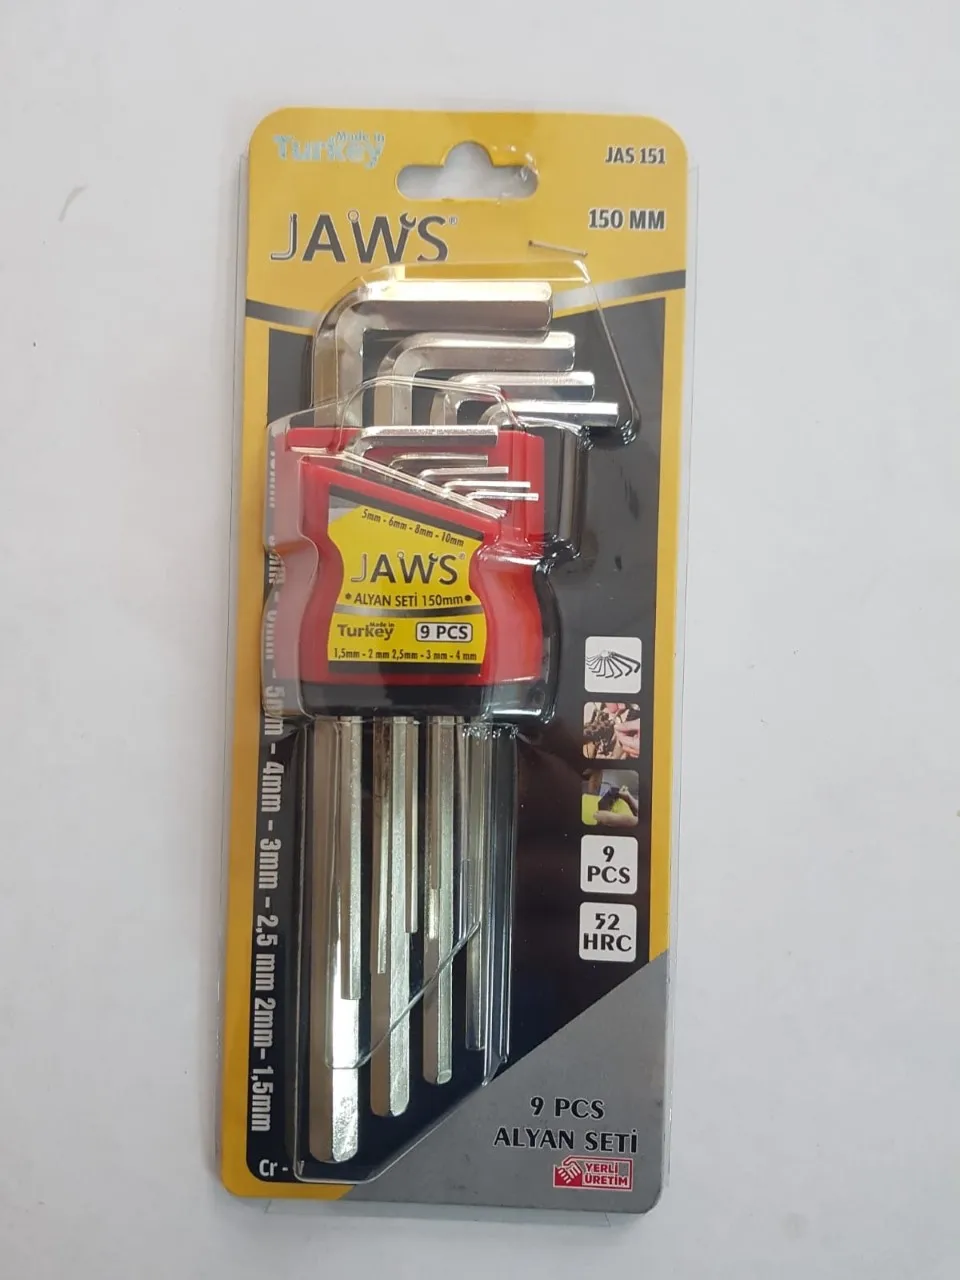 Made in
Turkey
JAS 151
JAWS®
150 MM
5mm - 6mm - 8mm - 10mm
JAWS®
• ALYAN SETİ 150mm •
Made in
Turkey
9 PCS
1,5mm - 2 mm 2,5mm - 3 mm - 4 mm
5mm - 4mm - 3mm - 2,5 mm 2mm- 1,5mm
9
PCS
52
HRC
9 PCS
ALYAN SETİ
YERLİ
ÜRETİM
Cr -